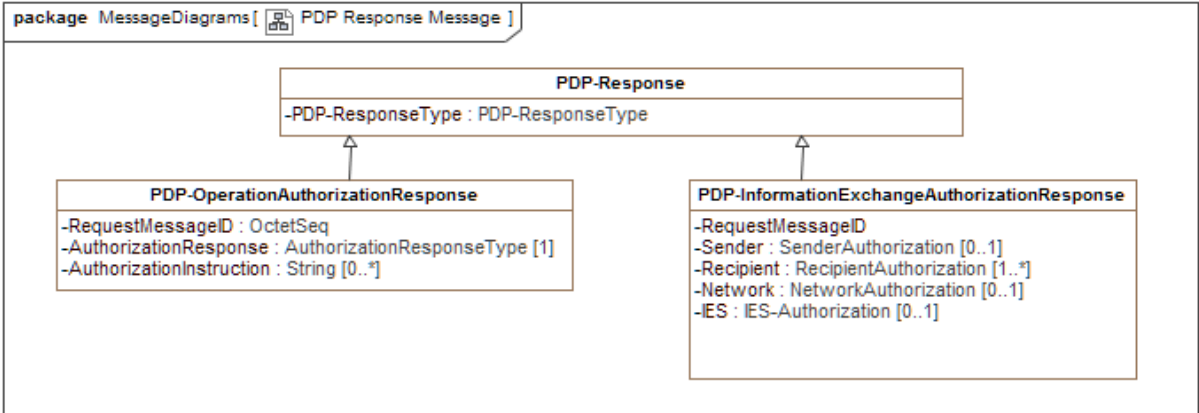 package MessageDiagrams[ PDP Response Message ]
PDP-Response
-PDP-ResponseType : PDP-ResponseType
PDP-OperationAuthorizationResponse
-RequestMessageID : OctetSeq
-AuthorizationResponse : AuthorizationResponseType [1]
-AuthorizationInstruction : String [0..*]
PDP-InformationExchangeAuthorizationResponse
-RequestMessageID
-Sender : SenderAuthorization [0..1]
-Recipient : RecipientAuthorization [1..*]
-Network : NetworkAuthorization [0..1]
-IES : IES-Authorization [0..1]